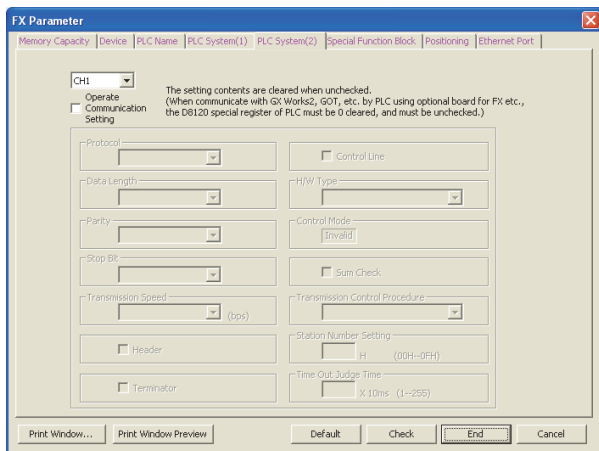 FX Parameter
Memory Capacity Device PLC Name PLC System(1) PLC System(2) Special Function Block Positioning Ethernet Port
CH1
Operate Communication Setting
The setting contents are cleared when unchecked.
(When communicate with GX Works2, GOT, etc. by PLC using optional board for FX etc.,
the D8120 special register of PLC must be 0 cleared, and must be unchecked.)
Protocol
Control Line
Data Length
H/W Type
Parity
Control Mode
Invalid
Stop Bit
Sum Check
Transmission Speed
(bps)
Transmission Control Procedure
Header
Station Number Setting
H (00H--0FH)
Terminator
Time Out Judge Time
X 10ms (1--255)
Print Window... Print Window Preview Default Check End Cancel